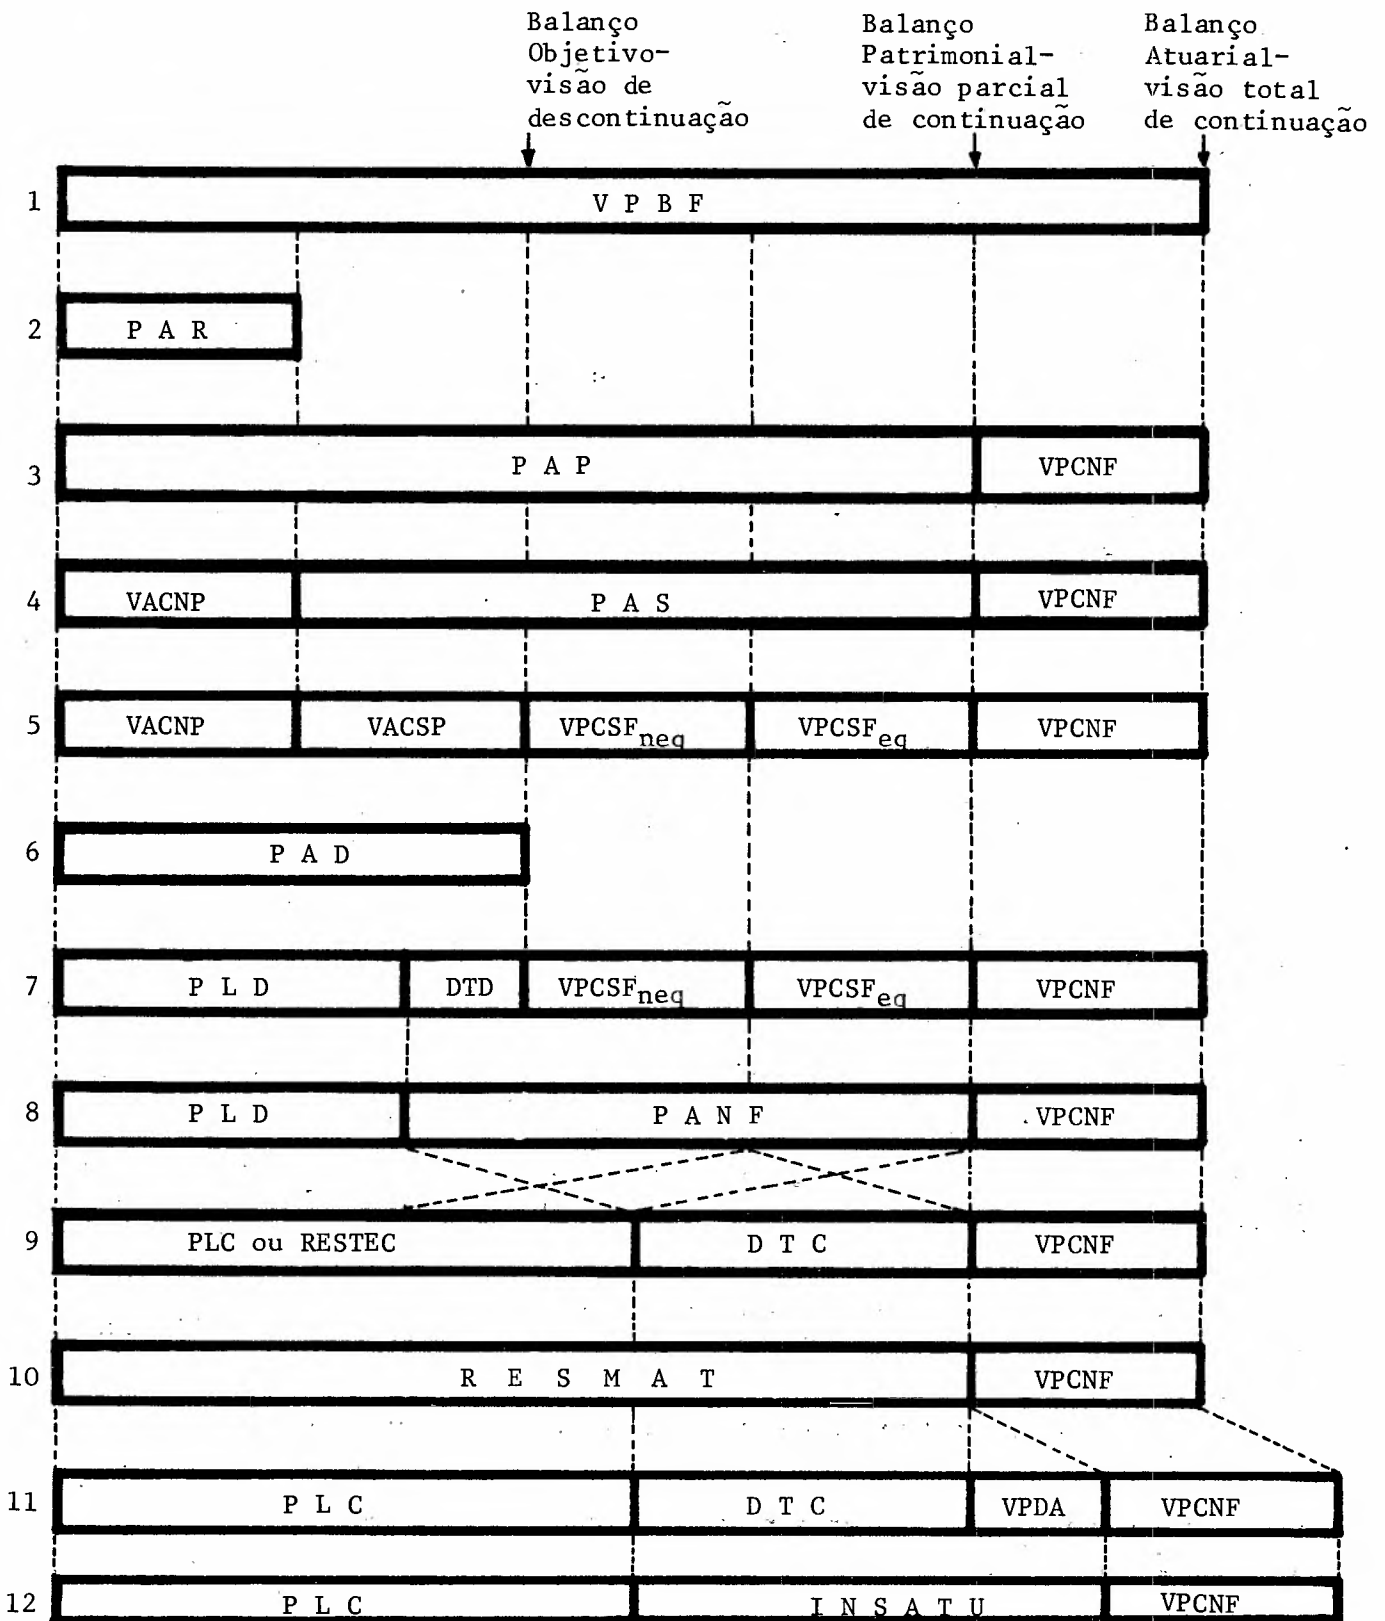 Balanço
Objetivo-
visão de
descontinuação
Balanço
Patrimonial-
visão parcial
de continuação
Balanço
Atuarial-
visão total
de continuação
1 V P B F
2 P A R
3 P A P VPCNF
4 VACNP P A S VPCNF
5 VACNP VACSP VPCSFneq VPCSFeq VPCNF
6 P A D
7 P L D DTD VPCSFneq VPCSFeq VPCNF
8 P L D P A N F VPCNF
9 PLC ou RESTEC D T C VPCNF
10 R E S M A T VPCNF
11 P L C D T C VPDA VPCNF
12 P L C I N S A T U VPCNF